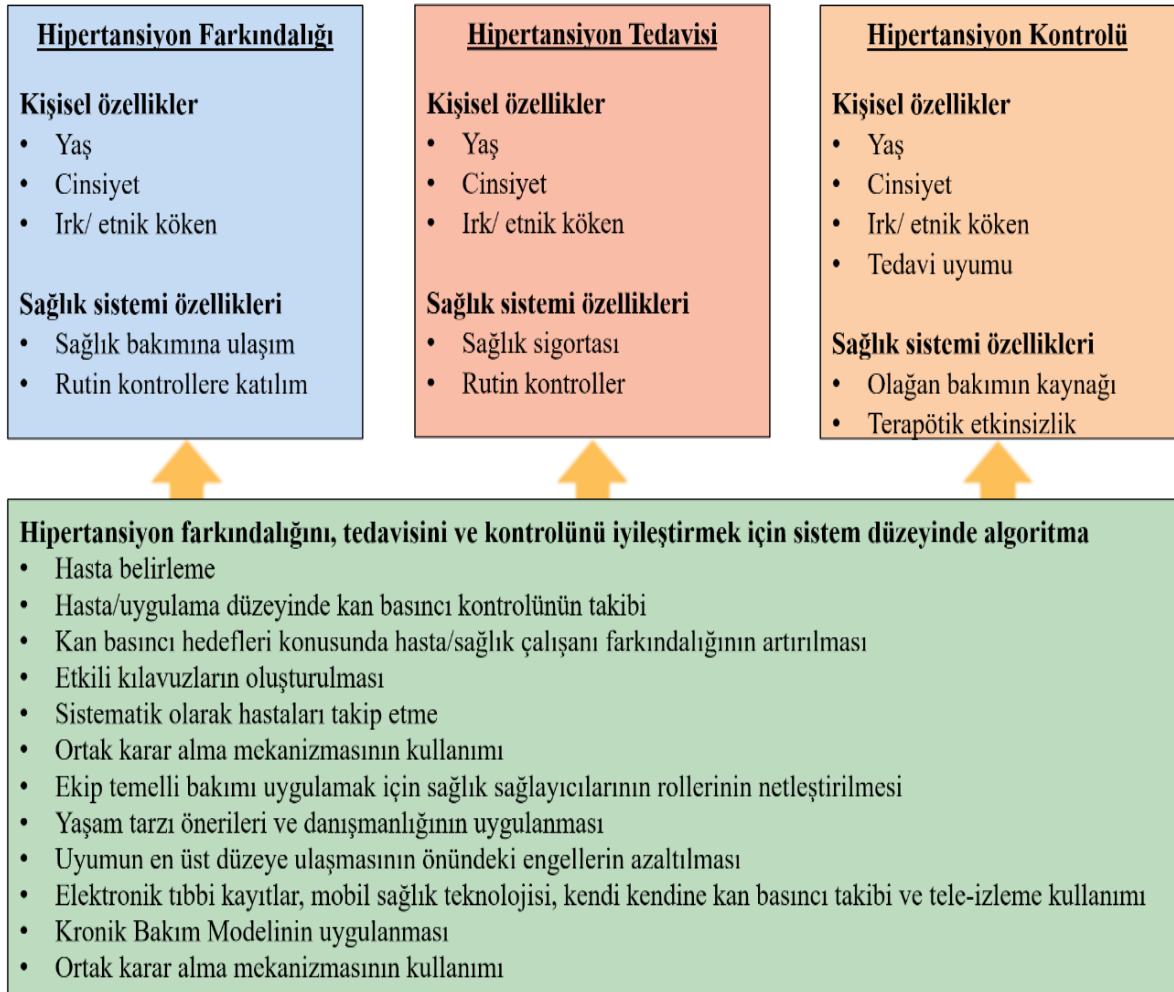 Hipertansiyon Farkındalığı
Kişisel özellikler
• Yaş
• Cinsiyet
• Irk/ etnik köken
Sağlık sistemi özellikleri
• Sağlık bakımına ulaşım
• Rutin kontrollere katılım
Hipertansiyon Tedavisi
Kişisel özellikler
• Yaş
• Cinsiyet
• Irk/ etnik köken
Sağlık sistemi özellikleri
• Sağlık sigortası
• Rutin kontroller
Hipertansiyon Kontrolü
Kişisel özellikler
• Yaş
• Cinsiyet
• Irk/ etnik köken
• Tedavi uyumu
Sağlık sistemi özellikleri
• Olağan bakımın kaynağı
• Terapötik etkinsizlik
Hipertansiyon farkındalığını, tedavisini ve kontrolünü iyileştirmek için sistem düzeyinde algoritma
• Hasta belirleme
• Hasta/uygulama düzeyinde kan basıncı kontrolünün takibi
• Kan basıncı hedefleri konusunda hasta/sağlık çalışanı farkındalığının artırılması
• Etkili kılavuzların oluşturulması
• Sistematik olarak hastaları takip etme
• Ortak karar alma mekanizmasının kullanımı
• Ekip temelli bakımı uygulamak için sağlık sağlayıcılarının rollerinin netleştirilmesi
• Yaşam tarzı önerileri ve danışmanlığının uygulanması
• Uyumun en üst düzeye ulaşmasının önündeki engellerin azaltılması
• Elektronik tıbbi kayıtlar, mobil sağlık teknolojisi, kendi kendine kan basıncı takibi ve tele-izleme kullanımı
• Kronik Bakım Modelinin uygulanması
• Ortak karar alma mekanizmasının kullanımı